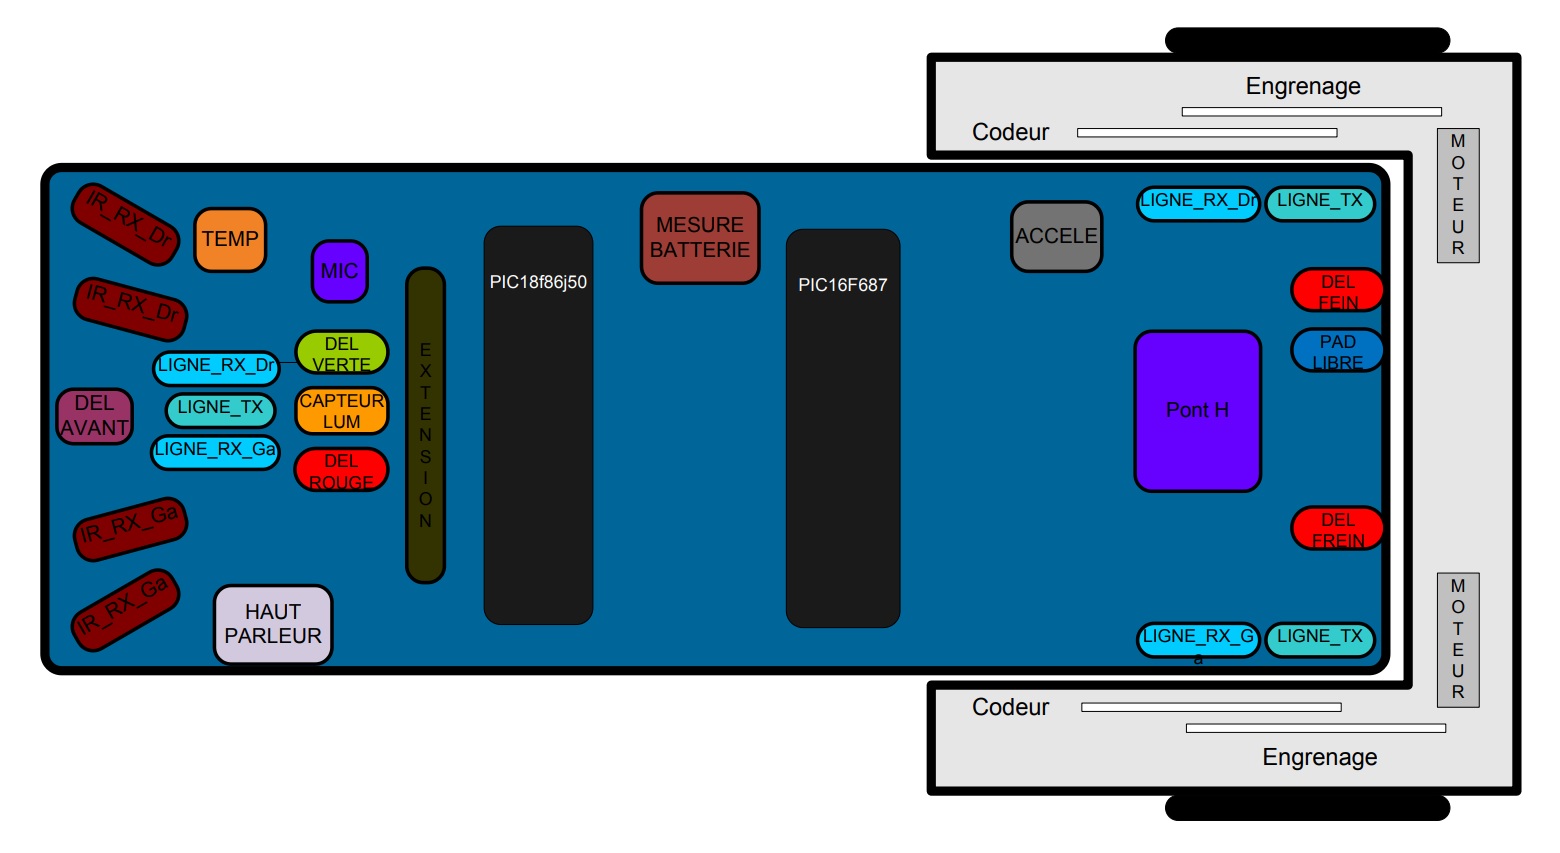 Engrenage
Codeur
MOTEUR
IR_RX_Dr
TEMP
MIC
MESURE
BATTERIE
ACCELE
LIGNE_RX_Dr
LIGNE_TX
PIC18f86j50
PIC16F687
IR_RX_Dr
DEL
FEIN
DEL
VERTE
EXTENSION
PAD
LIBRE
LIGNE_RX_Dr
DEL
AVANT
LIGNE_TX
CAPTEUR
LUM
Pont H
LIGNE_RX_Ga
DEL
ROUGE
IR_RX_Ga
DEL
FREIN
IR_RX_Ga
HAUT
PARLEUR
LIGNE_RX_G
a
LIGNE_TX
MOTEUR
Codeur
Engrenage